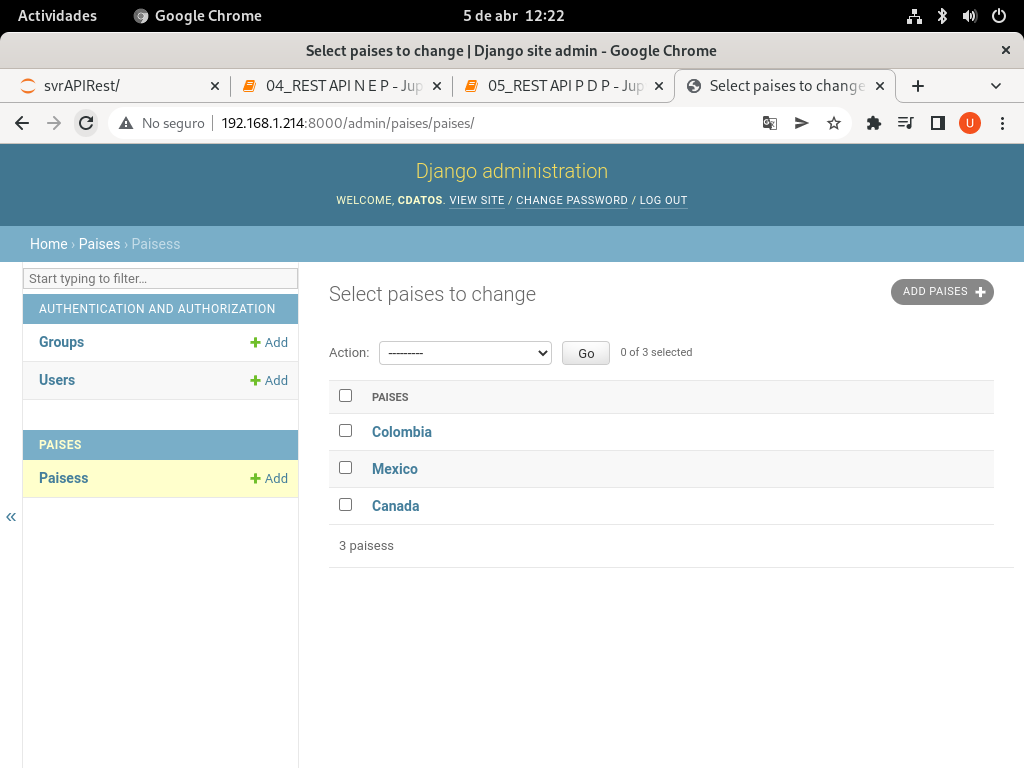 Actividades Google Chrome 5 de abr 12:22
Select paises to change | Django site admin - Google Chrome
svrAPIRest/ 04_REST API N E P - Jup 05_REST API P D P - Jup Select paises to change
No seguro 192.168.1.214:8000/admin/paises/paises/ U
Django administration
WELCOME, CDATOS. VIEW SITE / CHANGE PASSWORD / LOG OUT
Home › Paises › Paisess
Start typing to filter...
AUTHENTICATION AND AUTHORIZATION
Groups Add
Users Add
PAISES
Paisess Add
«
Select paises to change
ADD PAISES
Action: --------- Go 0 of 3 selected
PAISES
Colombia
Mexico
Canada
3 paisess